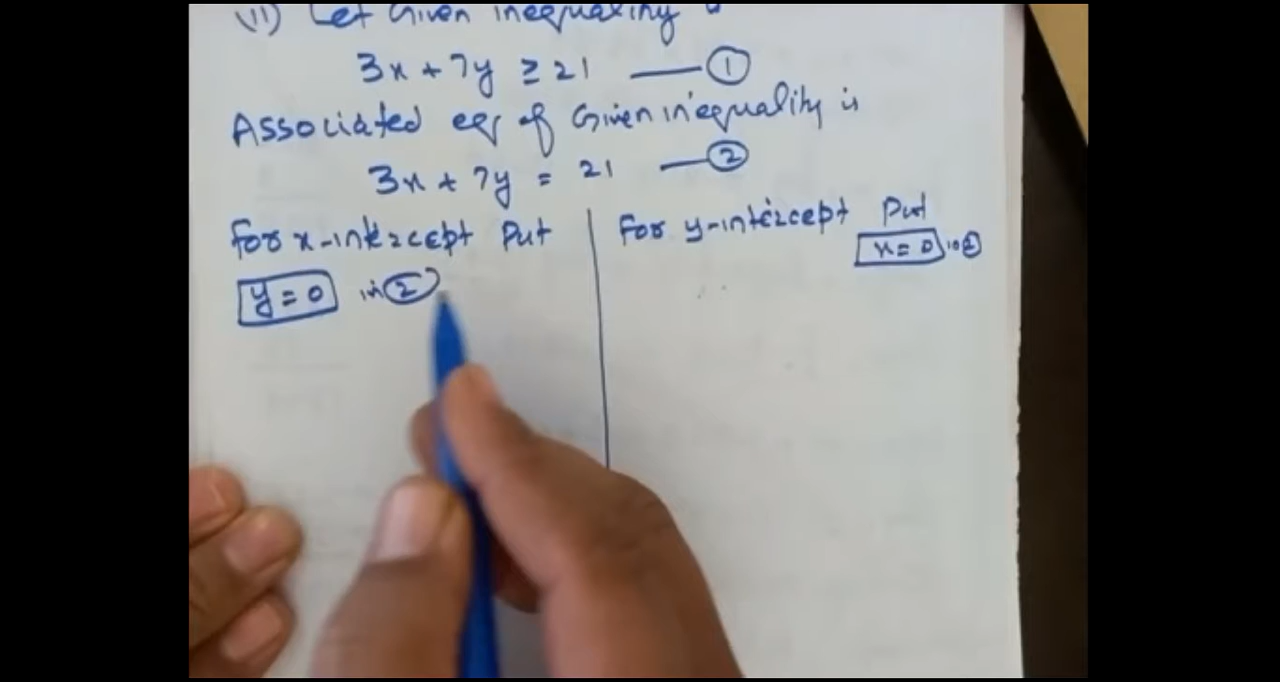 (ii) Let Given inequality is
3x + 7y ≥ 21 — ①
Associated eq of Given inequality is
3x + 7y = 21 — ②
For x-intercept Put
y = 0 in ②
For y-intercept Put
x = 0 in ②